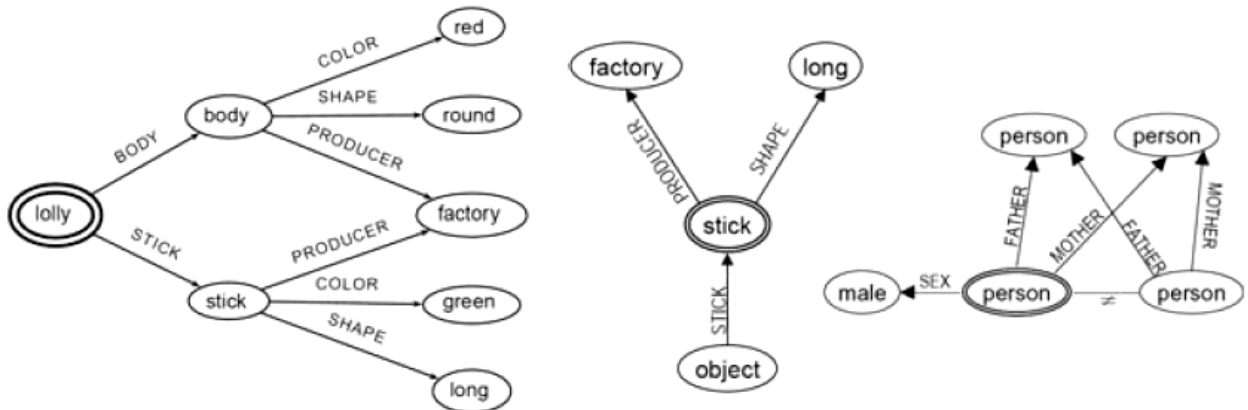 red
COLOR
SHAPE
body
round
BODY
PRODUCER
lolly
factory
STICK
PRODUCER
COLOR
stick
green
SHAPE
long
factory
long
PRODUCER
SHAPE
stick
STICK
object
person
person
FATHER
MOTHER
FATHER
MOTHER
male
SEX
person
≠
person